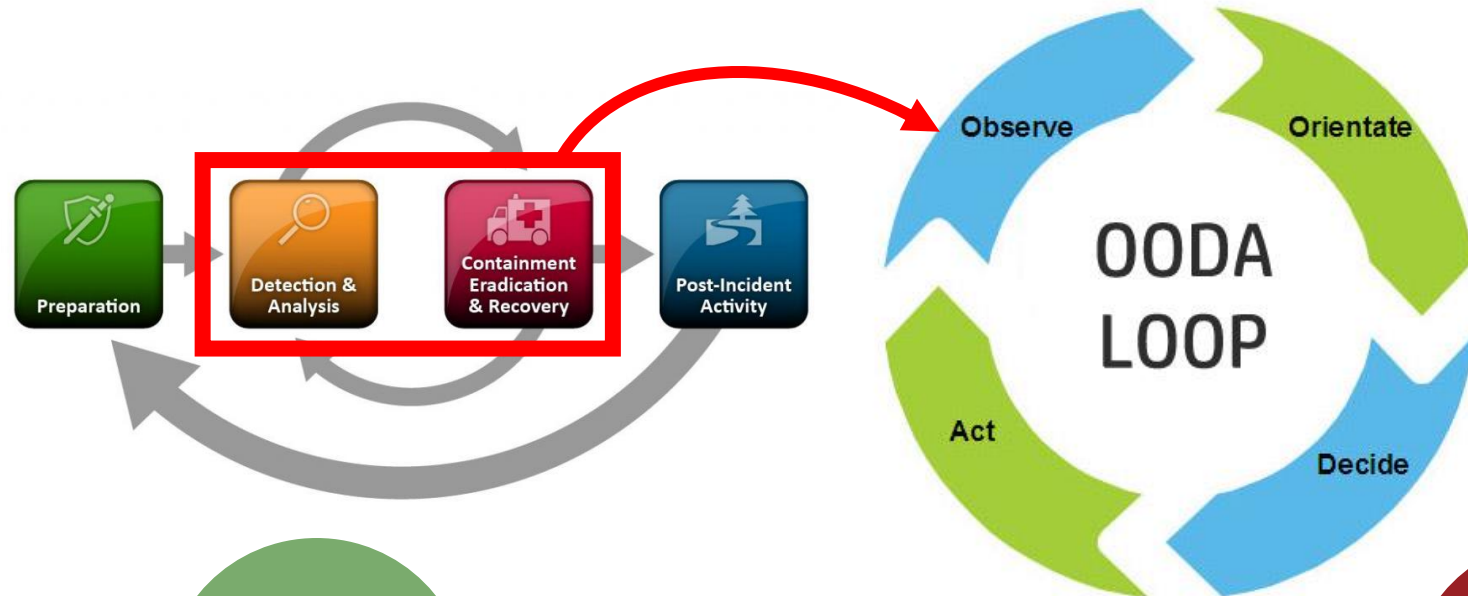 Preparation
Detection &
Analysis
Containment
Eradication
& Recovery
Post-Incident
Activity
Observe
Orientate
OODA
LOOP
Act
Decide